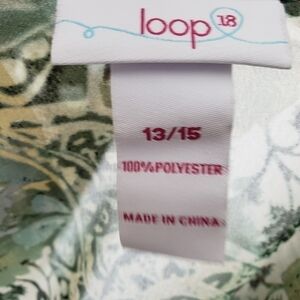 loop 18
13/15
100%POLYESTER
MADE IN CHINA